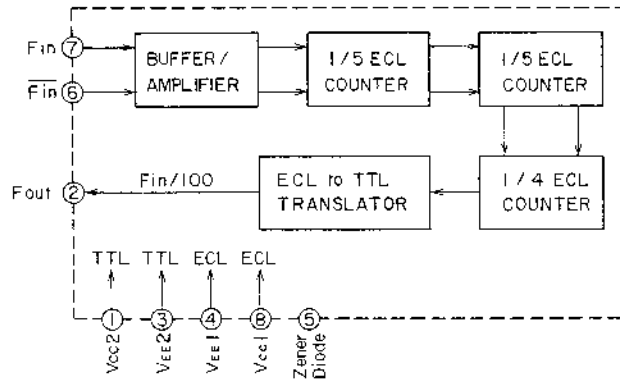 Fin ⑦
BUFFER/
AMPLIFIER
1/5 ECL
COUNTER
1/5 ECL
COUNTER
F̅i̅n̅ ⑥
Fout ②
Fin/100
ECL to TTL
TRANSLATOR
1/4 ECL
COUNTER
TTL TTL ECL ECL
① ③ ④ ⑧ ⑤
VCC2
VEE2
VEE1
VCC1
Zener
Diode